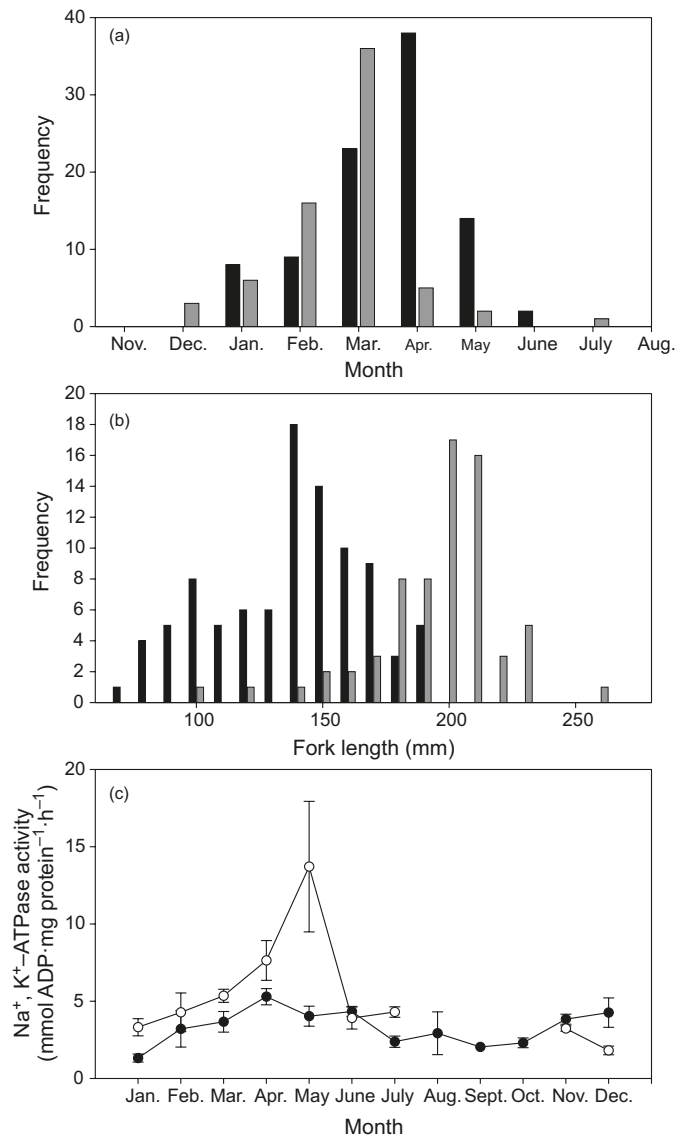 (a)
40
30
20
10
0
Frequency
Nov. Dec. Jan. Feb. Mar. Apr. May June July Aug.
Month
(b)
20
18
16
14
12
10
8
6
4
2
0
Frequency
100 150 200 250
Fork length (mm)
(c)
20
15
10
5
0
Na⁺, K⁺–ATPase activity
(mmol ADP·mg protein⁻¹·h⁻¹)
Jan. Feb. Mar. Apr. May June July Aug. Sept. Oct. Nov. Dec.
Month